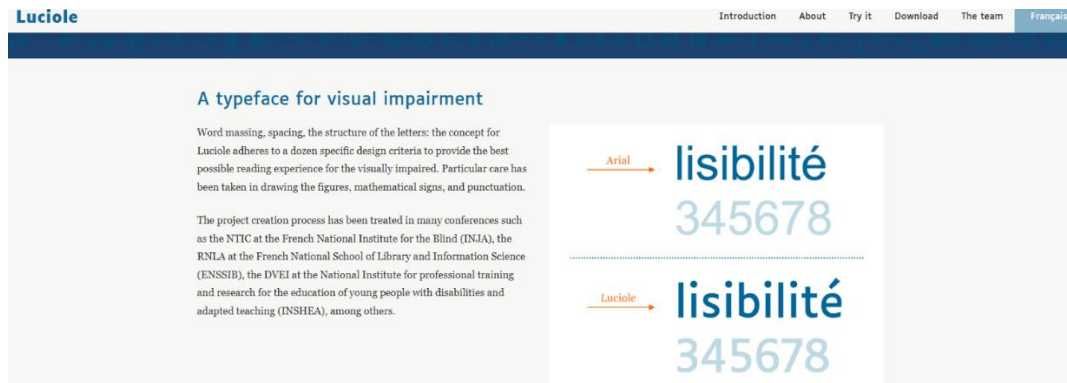 Luciole
Introduction About Try it Download The team Français
A typeface for visual impairment
Word massing, spacing, the structure of the letters: the concept for
Luciole adheres to a dozen specific design criteria to provide the best
possible reading experience for the visually impaired. Particular care has
been taken in drawing the figures, mathematical signs, and punctuation.
The project creation process has been treated in many conferences such
as the NTIC at the French National Institute for the Blind (INJA), the
RNLA at the French National School of Library and Information Science
(ENSSIB), the DVEI at the National Institute for professional training
and research for the education of young people with disabilities and
adapted teaching (INSHEA), among others.
Arial
lisibilité
345678
Luciole
lisibilité
345678